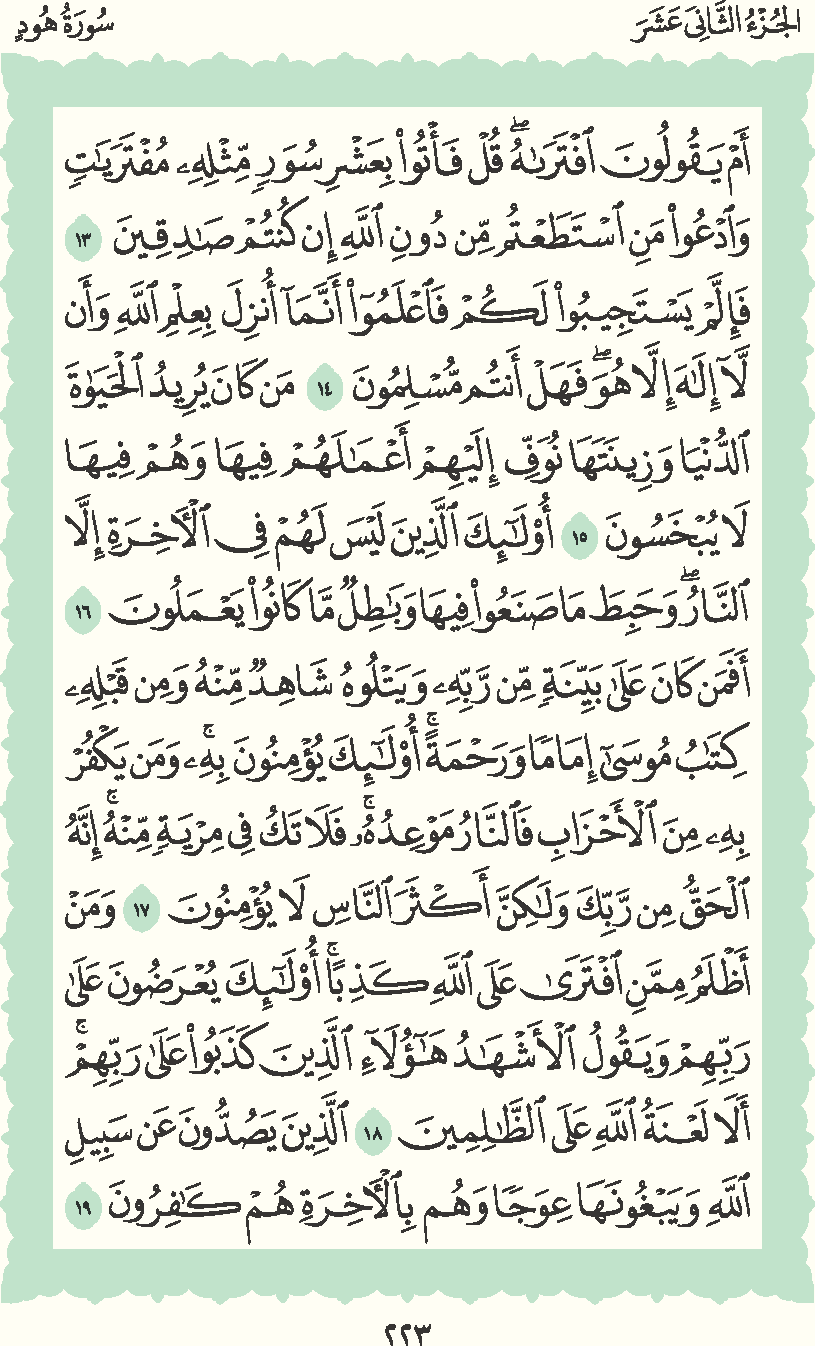 الجُزْءُ الثَّانِيَ عَشَرَ
سُورَةُ هُودٍ
أَمْ يَقُولُونَ ٱفْتَرَىٰهُۖ قُلْ فَأْتُوا۟ بِعَشْرِ سُوَرٍ مِّثْلِهِۦ مُفْتَرَيَٰتٍ
وَٱدْعُوا۟ مَنِ ٱسْتَطَعْتُم مِّن دُونِ ٱللَّهِ إِن كُنتُمْ صَٰدِقِينَ ١٣
فَإِلَّمْ يَسْتَجِيبُوا۟ لَكُمْ فَٱعْلَمُوٓا۟ أَنَّمَآ أُنزِلَ بِعِلْمِ ٱللَّهِ وَأَن
لَّآ إِلَٰهَ إِلَّا هُوَۖ فَهَلْ أَنتُم مُّسْلِمُونَ ١٤ مَن كَانَ يُرِيدُ ٱلْحَيَوٰةَ
ٱلدُّنْيَا وَزِينَتَهَا نُوَفِّ إِلَيْهِمْ أَعْمَٰلَهُمْ فِيهَا وَهُمْ فِيهَا
لَا يُبْخَسُونَ ١٥ أُو۟لَٰٓئِكَ ٱلَّذِينَ لَيْسَ لَهُمْ فِى ٱلْءَاخِرَةِ إِلَّا
ٱلنَّارُۖ وَحَبِطَ مَا صَنَعُوا۟ فِيهَا وَبَٰطِلٌ مَّا كَانُوا۟ يَعْمَلُونَ ١٦
أَفَمَن كَانَ عَلَىٰ بَيِّنَةٍ مِّن رَّبِّهِۦ وَيَتْلُوهُ شَاهِدٌ مِّنْهُ وَمِن قَبْلِهِۦ
كِتَٰبُ مُوسَىٰٓ إِمَامًا وَرَحْمَةًۚ أُو۟لَٰٓئِكَ يُؤْمِنُونَ بِهِۦۚ وَمَن يَكْفُرْ
بِهِۦ مِنَ ٱلْأَحْزَابِ فَٱلنَّارُ مَوْعِدُهُۥۚ فَلَا تَكُ فِى مِرْيَةٍ مِّنْهُۚ إِنَّهُ
ٱلْحَقُّ مِن رَّبِّكَ وَلَٰكِنَّ أَكْثَرَ ٱلنَّاسِ لَا يُؤْمِنُونَ ١٧ وَمَنْ
أَظْلَمُ مِمَّنِ ٱفْتَرَىٰ عَلَى ٱللَّهِ كَذِبًاۚ أُو۟لَٰٓئِكَ يُعْرَضُونَ عَلَىٰ
رَبِّهِمْ وَيَقُولُ ٱلْأَشْهَٰدُ هَٰٓؤُلَآءِ ٱلَّذِينَ كَذَبُوا۟ عَلَىٰ رَبِّهِمْۚ
أَلَا لَعْنَةُ ٱللَّهِ عَلَى ٱلظَّٰلِمِينَ ١٨ ٱلَّذِينَ يَصُدُّونَ عَن سَبِيلِ
ٱللَّهِ وَيَبْغُونَهَا عِوَجًا وَهُم بِٱلْءَاخِرَةِ هُمْ كَٰفِرُونَ ١٩
٢٢٣